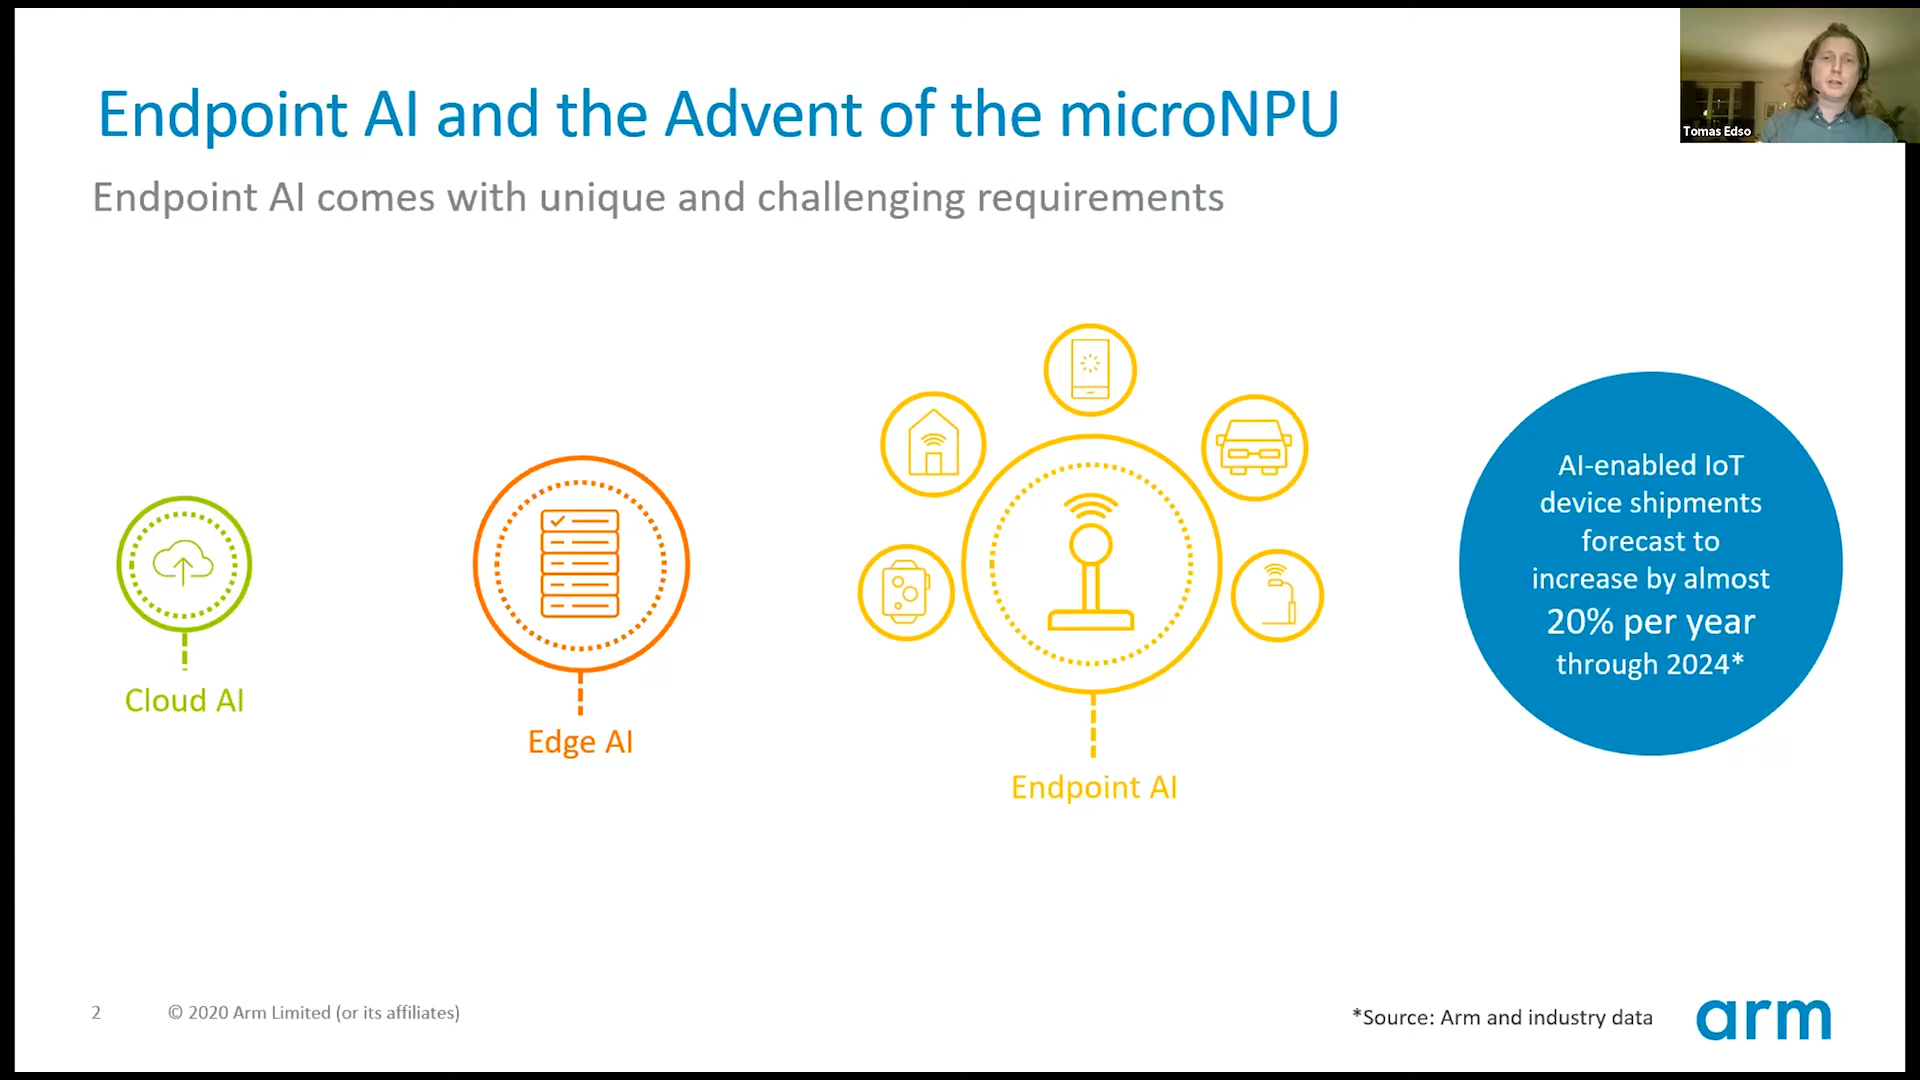 Endpoint AI and the Advent of the microNPU
Tomas Edso
Endpoint AI comes with unique and challenging requirements
Cloud AI
Edge AI
Endpoint AI
AI-enabled IoT
device shipments
forecast to
increase by almost
20% per year
through 2024*
2
© 2020 Arm Limited (or its affiliates)
*Source: Arm and industry data
arm